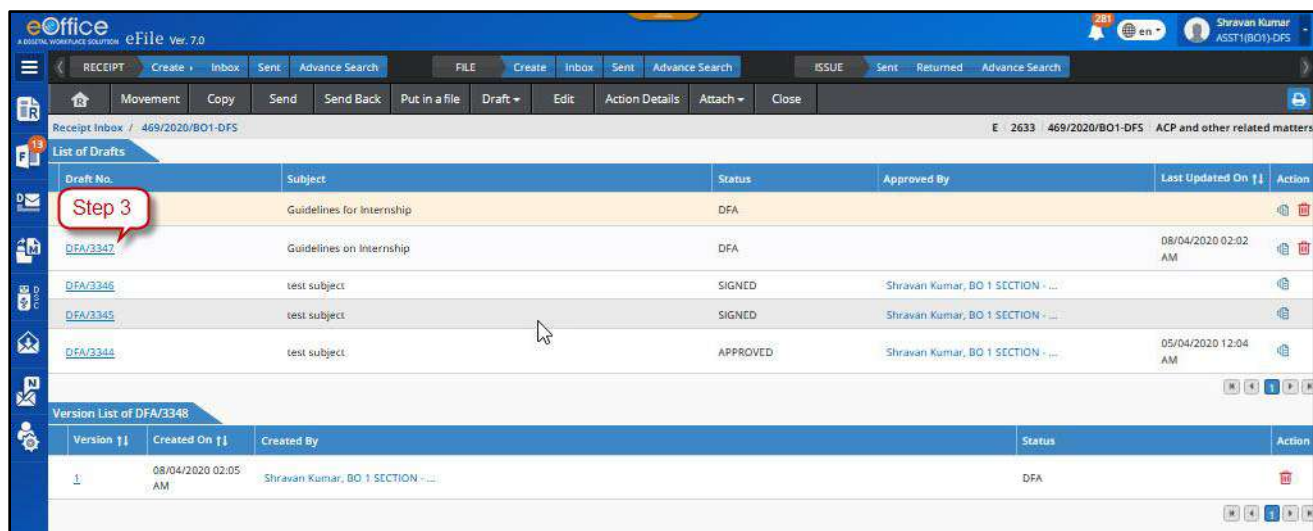 eOffice
A DIGITAL WORKPLACE SOLUTION eFile Ver. 7.0
281 en Shravan Kumar
ASST1(BO1)-DFS
RECEIPT Create Inbox Sent Advance Search FILE Create Inbox Sent Advance Search ISSUE Sent Returned Advance Search
R Movement Copy Send Send Back Put in a file Draft Edit Action Details Attach Close
Receipt Inbox / 469/2020/BO1-DFS E 2633 469/2020/BO1-DFS ACP and other related matters
13
List of Drafts
Draft No. Subject Status Approved By Last Updated On Action
Step 3 Guidelines for Internship DFA
DFA/3347 Guidelines on Internship DFA 08/04/2020 02:02
AM
DFA/3346 test subject SIGNED Shravan Kumar, BO 1 SECTION - ...
DFA/3345 test subject SIGNED Shravan Kumar, BO 1 SECTION - ...
DFA/3344 test subject APPROVED Shravan Kumar, BO 1 SECTION - ... 05/04/2020 12:04
AM
1
Version List of DFA/3348
Version Created On Created By Status Action
1 08/04/2020 02:05
AM Shravan Kumar, BO 1 SECTION - ... DFA
1